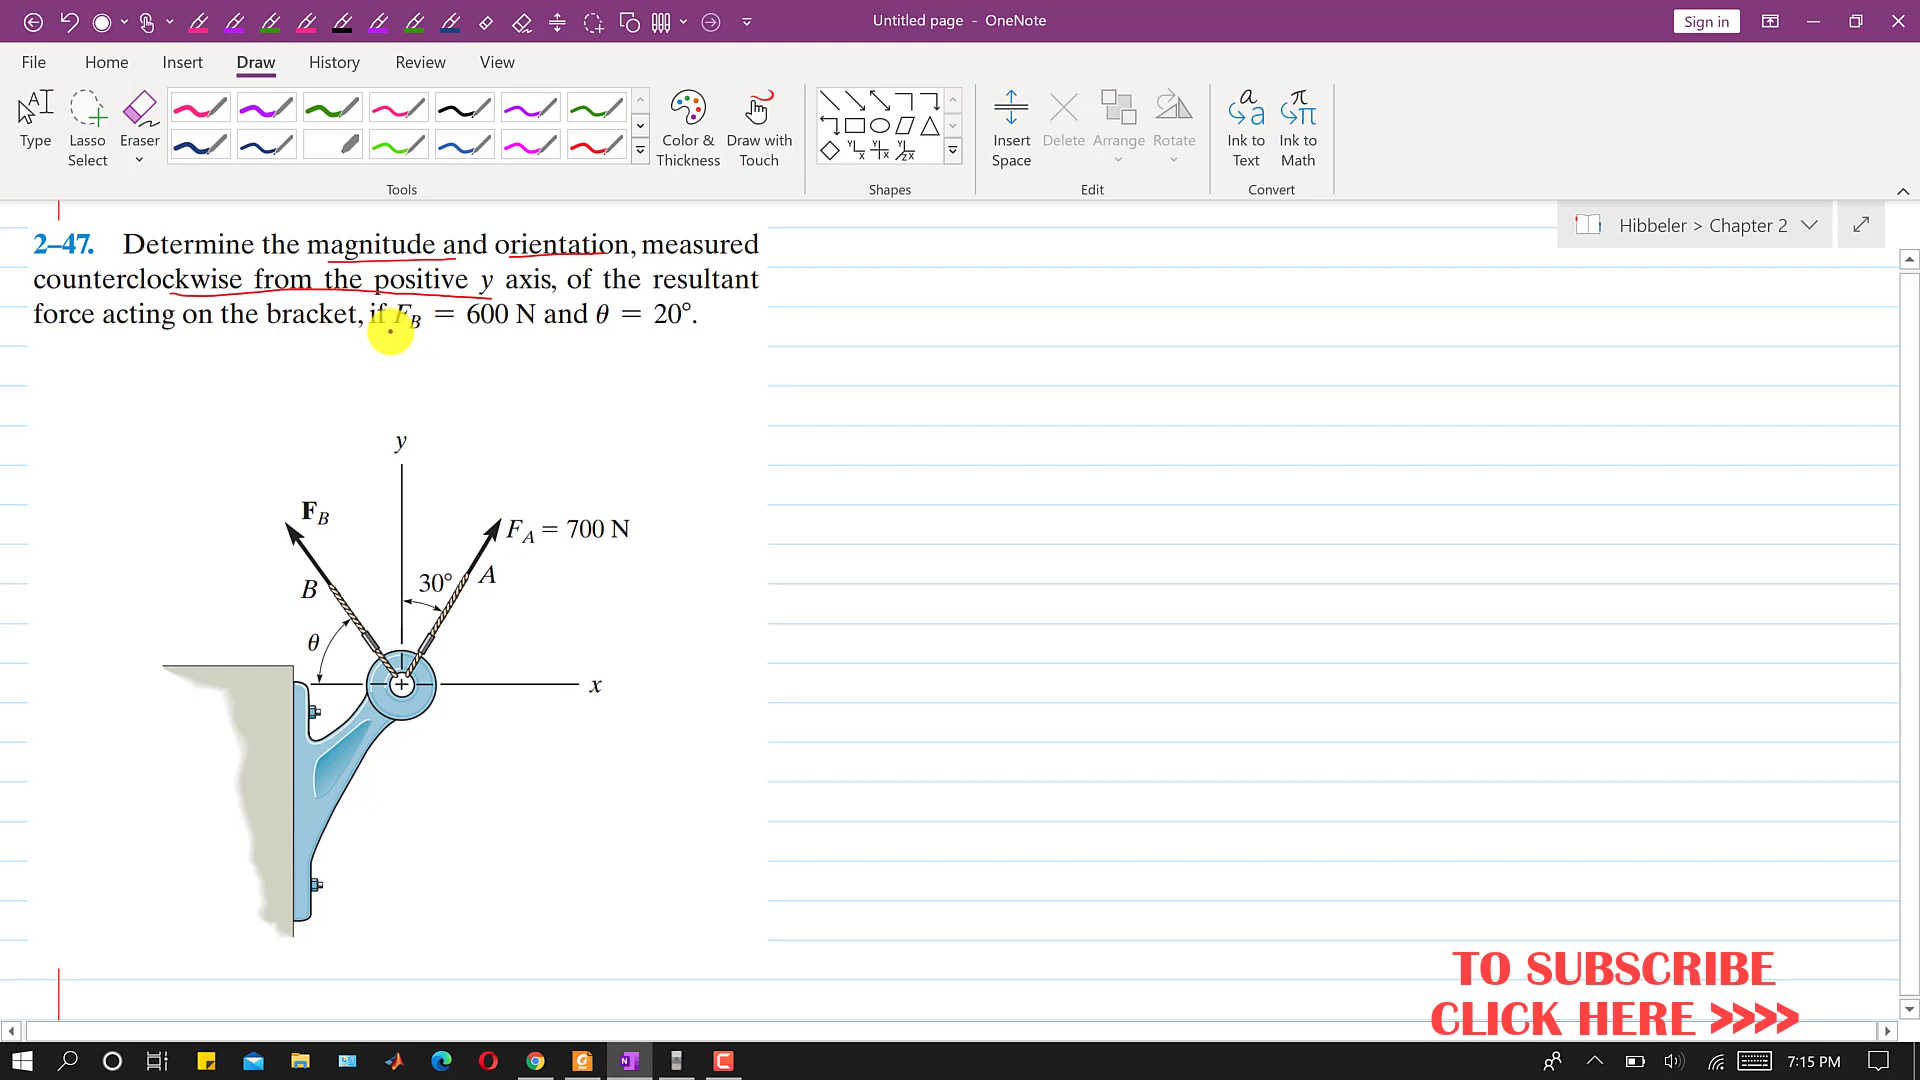 Untitled page - OneNote
Sign in
File Home Insert Draw History Review View
Type
Lasso Select
Eraser
Color & Thickness
Draw with Touch
Insert Space
Delete
Arrange
Rotate
Ink to Text
Ink to Math
Tools
Shapes
Edit
Convert
Hibbeler > Chapter 2
2–47. Determine the magnitude and orientation, measured
counterclockwise from the positive y axis, of the resultant
force acting on the bracket, if F_B = 600 N and θ = 20°.
y
F_B
F_A = 700 N
30°
A
B
θ
x
TO SUBSCRIBE
CLICK HERE >>>>
7:15 PM